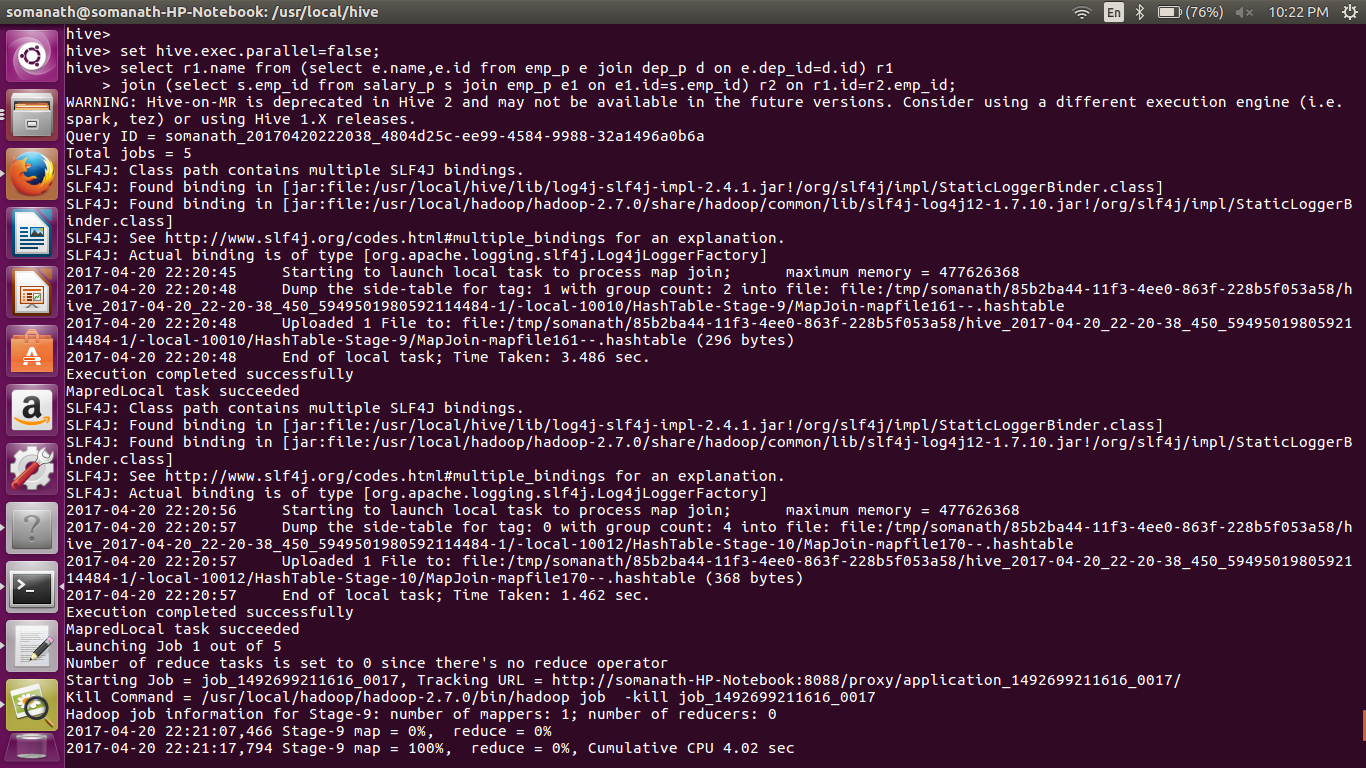 somanath@somanath-HP-Notebook: /usr/local/hive
En
(76%)
10:22 PM
hive>
hive> set hive.exec.parallel=false;
hive> select r1.name from (select e.name,e.id from emp_p e join dep_p d on e.dep_id=d.id) r1
    > join (select s.emp_id from salary_p s join emp_p e1 on e1.id=s.emp_id) r2 on r1.id=r2.emp_id;
WARNING: Hive-on-MR is deprecated in Hive 2 and may not be available in the future versions. Consider using a different execution engine (i.e.
spark, tez) or using Hive 1.X releases.
Query ID = somanath_20170420222038_4804d25c-ee99-4584-9988-32a1496a0b6a
Total jobs = 5
SLF4J: Class path contains multiple SLF4J bindings.
SLF4J: Found binding in [jar:file:/usr/local/hive/lib/log4j-slf4j-impl-2.4.1.jar!/org/slf4j/impl/StaticLoggerBinder.class]
SLF4J: Found binding in [jar:file:/usr/local/hadoop/hadoop-2.7.0/share/hadoop/common/lib/slf4j-log4j12-1.7.10.jar!/org/slf4j/impl/StaticLoggerB
inder.class]
SLF4J: See http://www.slf4j.org/codes.html#multiple_bindings for an explanation.
SLF4J: Actual binding is of type [org.apache.logging.slf4j.Log4jLoggerFactory]
2017-04-20 22:20:45     Starting to launch local task to process map join;      maximum memory = 477626368
2017-04-20 22:20:48     Dump the side-table for tag: 1 with group count: 2 into file: file:/tmp/somanath/85b2ba44-11f3-4ee0-863f-228b5f053a58/h
ive_2017-04-20_22-20-38_450_5949501980592114484-1/-local-10010/HashTable-Stage-9/MapJoin-mapfile161--.hashtable
2017-04-20 22:20:48     Uploaded 1 File to: file:/tmp/somanath/85b2ba44-11f3-4ee0-863f-228b5f053a58/hive_2017-04-20_22-20-38_450_59495019805921
14484-1/-local-10010/HashTable-Stage-9/MapJoin-mapfile161--.hashtable (296 bytes)
2017-04-20 22:20:48     End of local task; Time Taken: 3.486 sec.
Execution completed successfully
MapredLocal task succeeded
SLF4J: Class path contains multiple SLF4J bindings.
SLF4J: Found binding in [jar:file:/usr/local/hive/lib/log4j-slf4j-impl-2.4.1.jar!/org/slf4j/impl/StaticLoggerBinder.class]
SLF4J: Found binding in [jar:file:/usr/local/hadoop/hadoop-2.7.0/share/hadoop/common/lib/slf4j-log4j12-1.7.10.jar!/org/slf4j/impl/StaticLoggerB
inder.class]
SLF4J: See http://www.slf4j.org/codes.html#multiple_bindings for an explanation.
SLF4J: Actual binding is of type [org.apache.logging.slf4j.Log4jLoggerFactory]
2017-04-20 22:20:56     Starting to launch local task to process map join;      maximum memory = 477626368
2017-04-20 22:20:57     Dump the side-table for tag: 0 with group count: 4 into file: file:/tmp/somanath/85b2ba44-11f3-4ee0-863f-228b5f053a58/h
ive_2017-04-20_22-20-38_450_5949501980592114484-1/-local-10012/HashTable-Stage-10/MapJoin-mapfile170--.hashtable
2017-04-20 22:20:57     Uploaded 1 File to: file:/tmp/somanath/85b2ba44-11f3-4ee0-863f-228b5f053a58/hive_2017-04-20_22-20-38_450_59495019805921
14484-1/-local-10012/HashTable-Stage-10/MapJoin-mapfile170--.hashtable (368 bytes)
2017-04-20 22:20:57     End of local task; Time Taken: 1.462 sec.
Execution completed successfully
MapredLocal task succeeded
Launching Job 1 out of 5
Number of reduce tasks is set to 0 since there's no reduce operator
Starting Job = job_1492699211616_0017, Tracking URL = http://somanath-HP-Notebook:8088/proxy/application_1492699211616_0017/
Kill Command = /usr/local/hadoop/hadoop-2.7.0/bin/hadoop job  -kill job_1492699211616_0017
Hadoop job information for Stage-9: number of mappers: 1; number of reducers: 0
2017-04-20 22:21:07,466 Stage-9 map = 0%,  reduce = 0%
2017-04-20 22:21:17,794 Stage-9 map = 100%,  reduce = 0%, Cumulative CPU 4.02 sec